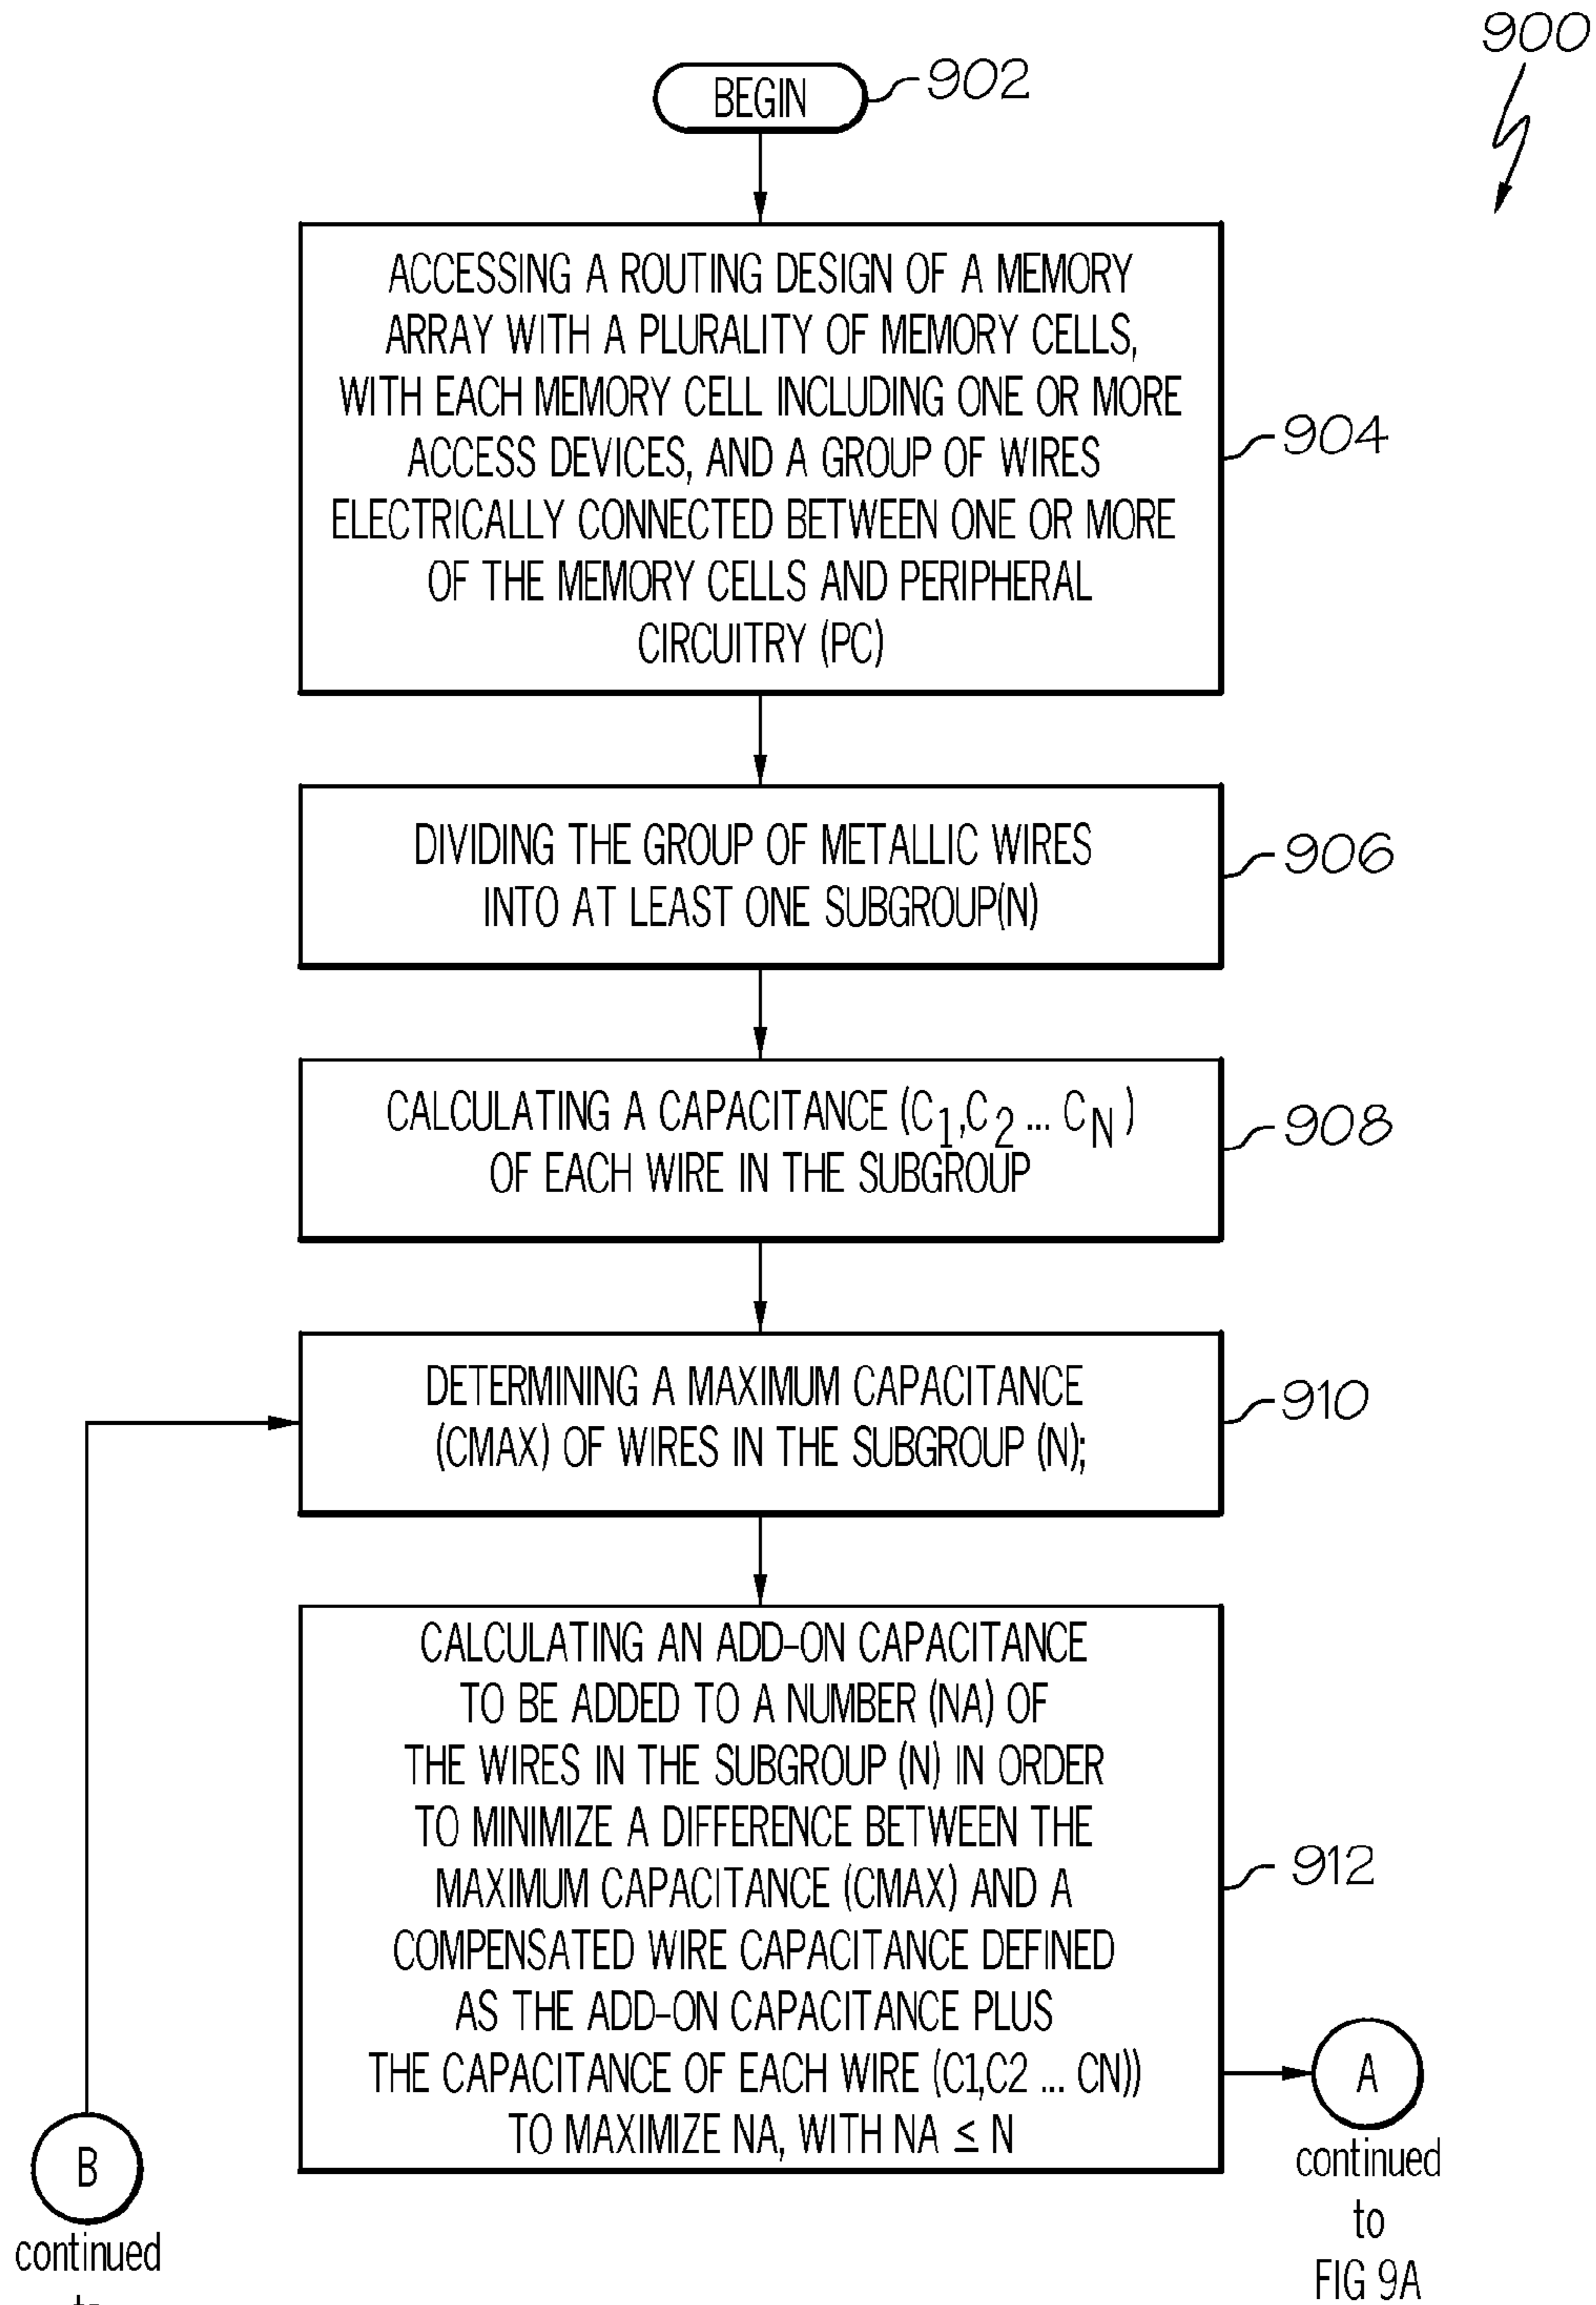 900
BEGIN
902
ACCESSING A ROUTING DESIGN OF A MEMORY
ARRAY WITH A PLURALITY OF MEMORY CELLS,
WITH EACH MEMORY CELL INCLUDING ONE OR MORE
ACCESS DEVICES, AND A GROUP OF WIRES
ELECTRICALLY CONNECTED BETWEEN ONE OR MORE
OF THE MEMORY CELLS AND PERIPHERAL
CIRCUITRY (PC)
904
DIVIDING THE GROUP OF METALLIC WIRES
INTO AT LEAST ONE SUBGROUP(N)
906
CALCULATING A CAPACITANCE (C1,C2 ... CN)
OF EACH WIRE IN THE SUBGROUP
908
DETERMINING A MAXIMUM CAPACITANCE
(CMAX) OF WIRES IN THE SUBGROUP (N);
910
CALCULATING AN ADD-ON CAPACITANCE
TO BE ADDED TO A NUMBER (NA) OF
THE WIRES IN THE SUBGROUP (N) IN ORDER
TO MINIMIZE A DIFFERENCE BETWEEN THE
MAXIMUM CAPACITANCE (CMAX) AND A
COMPENSATED WIRE CAPACITANCE DEFINED
AS THE ADD-ON CAPACITANCE PLUS
THE CAPACITANCE OF EACH WIRE (C1,C2 ... CN))
TO MAXIMIZE NA, WITH NA ≤ N
912
A
continued
to
FIG 9A
B
continued